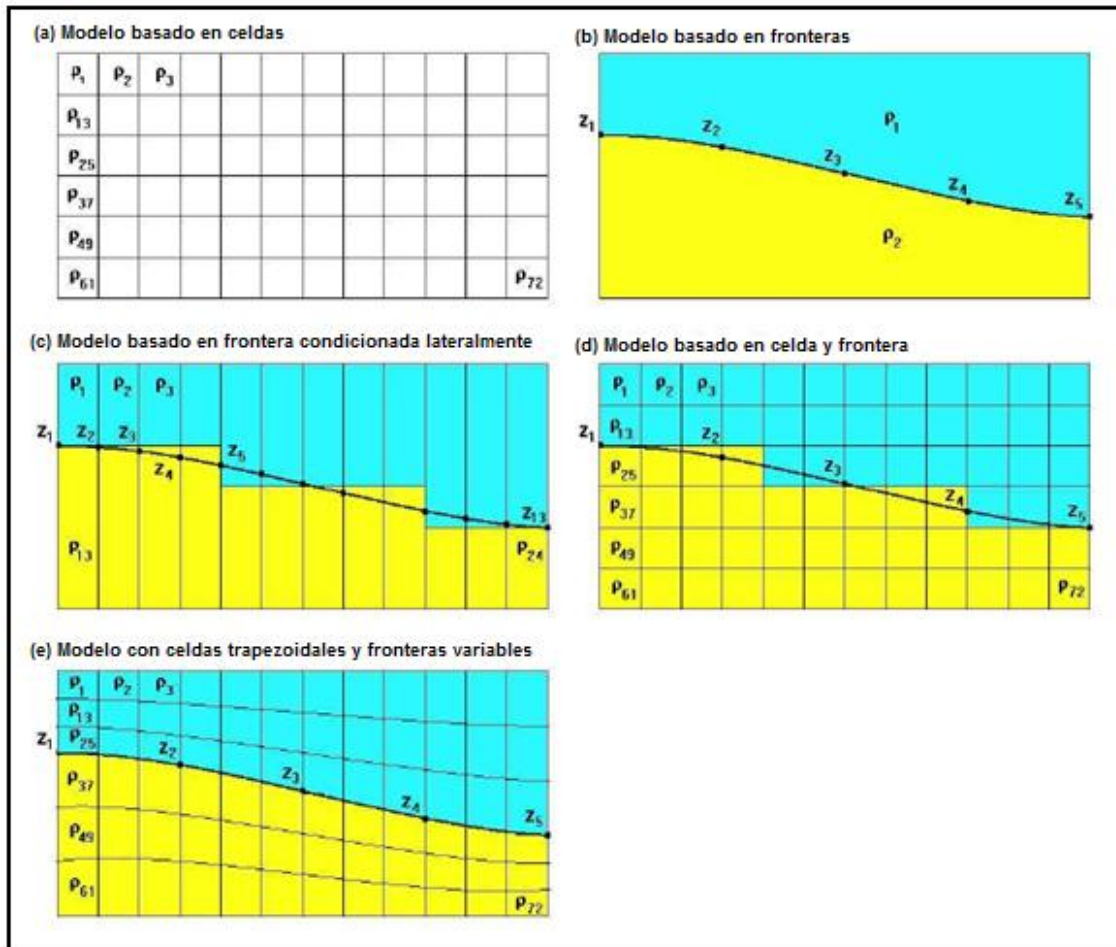 (a) Modelo basado en celdas
ρ₁ ρ₂ ρ₃
ρ₁₃
ρ₂₅
ρ₃₇
ρ₄₉
ρ₆₁ ρ₇₂
(b) Modelo basado en fronteras
z₁ z₂ ρ₁
z₃
z₄ z₅
ρ₂
(c) Modelo basado en frontera condicionada lateralmente
ρ₁ ρ₂ ρ₃
z₁ z₂ z₃
z₄ z₅
z₁₃
ρ₁₃ ρ₂₄
(d) Modelo basado en celda y frontera
ρ₁ ρ₂ ρ₃
z₁ ρ₁₃ z₂
ρ₂₅ z₃
ρ₃₇ z₄ z₅
ρ₄₉
ρ₆₁ ρ₇₂
(e) Modelo con celdas trapezoidales y fronteras variables
ρ₁ ρ₂ ρ₃
ρ₁₃
z₁ ρ₂₅ z₂
ρ₃₇ z₃
z₄ z₅
ρ₄₉
ρ₆₁ ρ₇₂